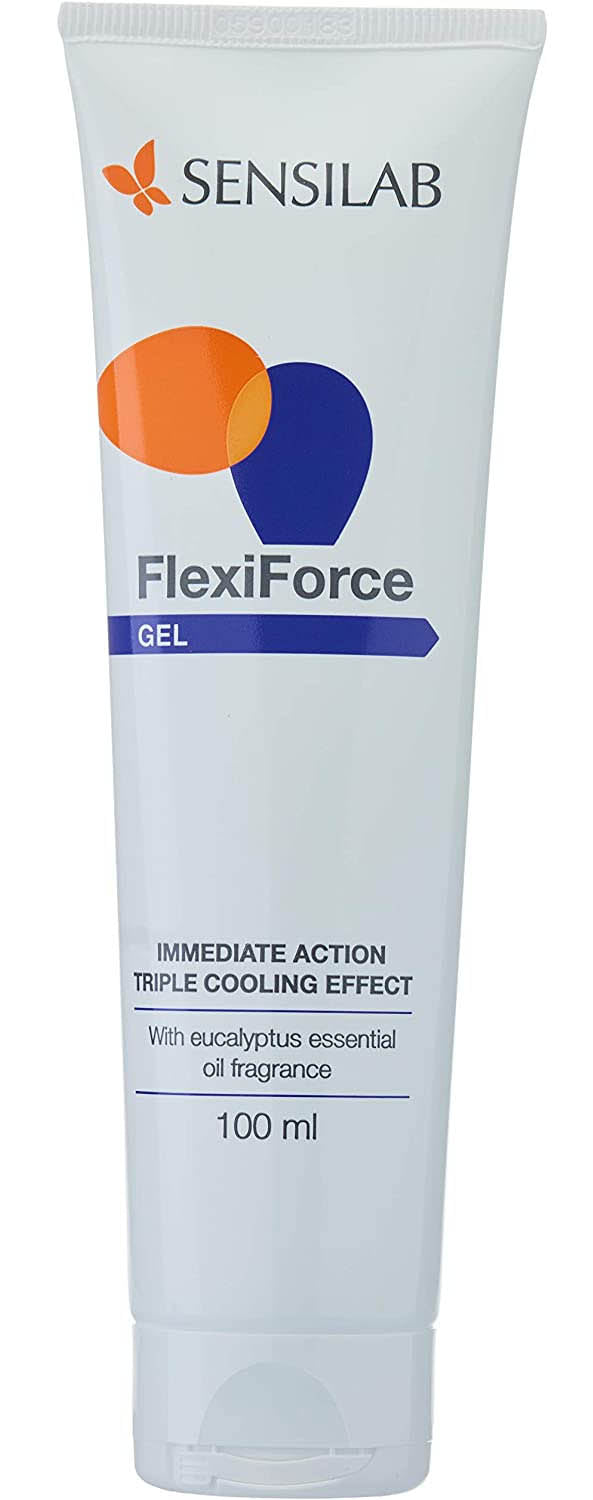 SENSILAB
FlexiForce
GEL
IMMEDIATE ACTION
TRIPLE COOLING EFFECT
With eucalyptus essential
oil fragrance
100 ml